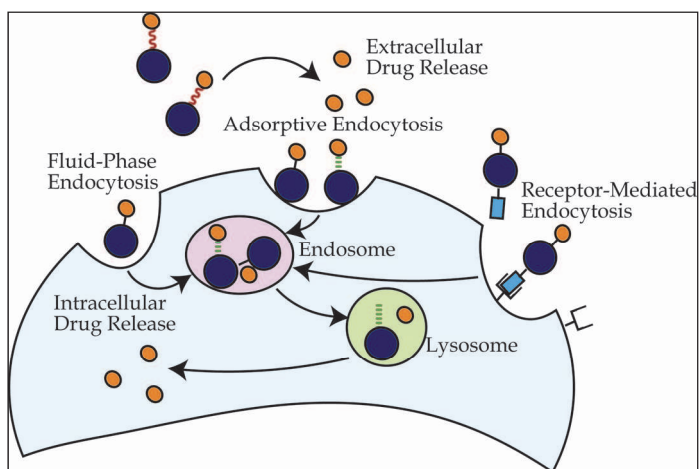 Extracellular
Drug Release
Adsorptive Endocytosis
Fluid-Phase
Endocytosis
Receptor-Mediated
Endocytosis
Endosome
Intracellular
Drug Release
Lysosome